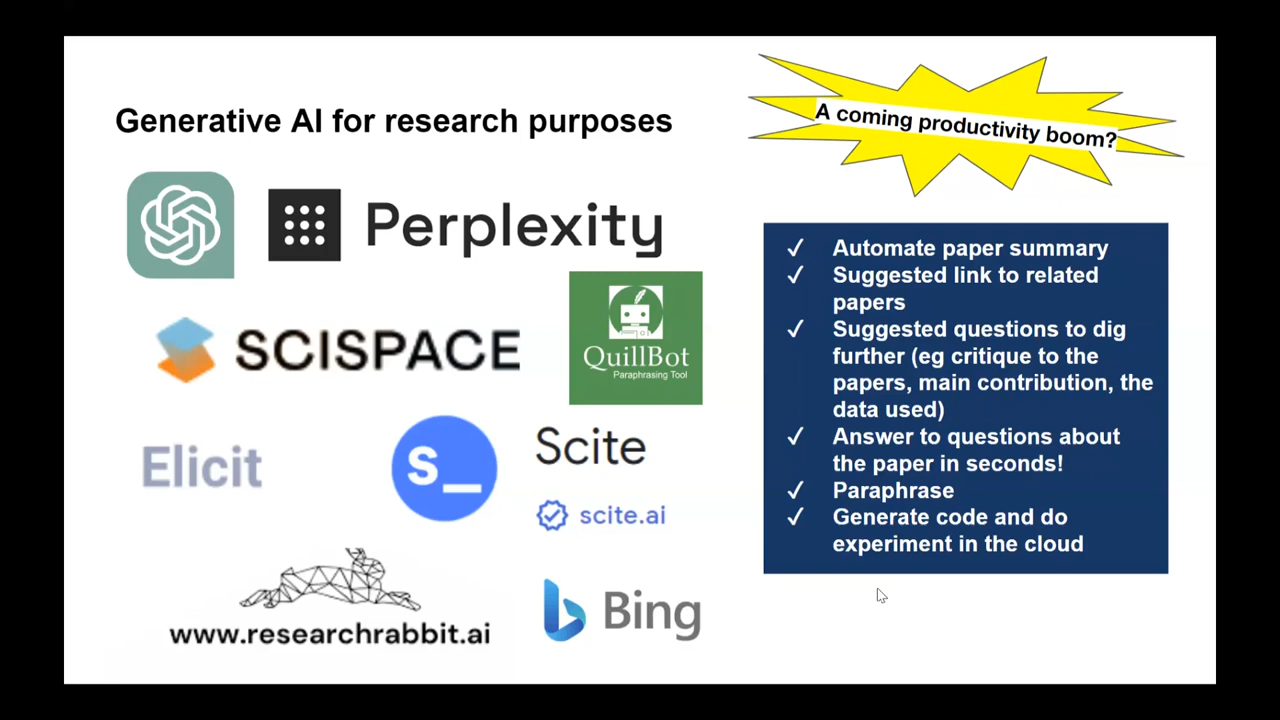 Generative AI for research purposes
A coming productivity boom?
Perplexity
SCISPACE
QuillBot
Paraphrasing Tool
Elicit
S_
Scite
scite.ai
www.researchrabbit.ai
Bing
✓ Automate paper summary
✓ Suggested link to related
papers
✓ Suggested questions to dig
further (eg critique to the
papers, main contribution, the
data used)
✓ Answer to questions about
the paper in seconds!
✓ Paraphrase
✓ Generate code and do
experiment in the cloud